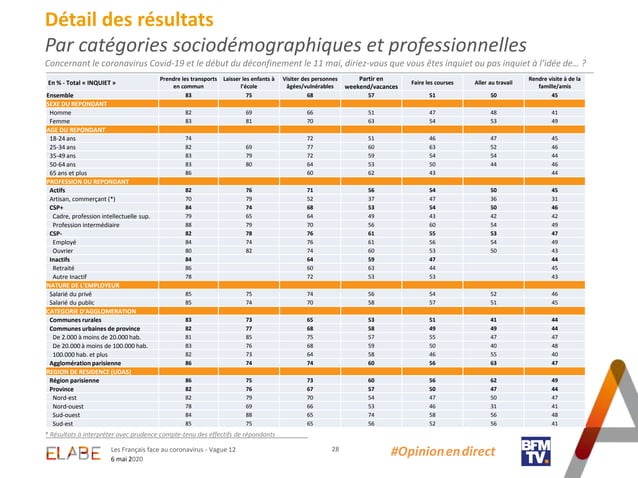 Détail des résultats
Par catégories sociodémographiques et professionnelles
Concernant le coronavirus Covid-19 et le début du déconfinement le 11 mai, diriez-vous que vous êtes inquiet ou pas inquiet à l'idée de… ?
En % - Total « INQUIET » Prendre les transports en commun Laisser les enfants à l'école Visiter des personnes âgées/vulnérables Partir en weekend/vacances Faire les courses Aller au travail Rendre visite à de la famille/amis
Ensemble 83 75 68 57 51 50 45
SEXE DU REPONDANT
Homme 82 69 66 51 47 48 41
Femme 83 81 70 63 54 53 49
AGE DU REPONDANT
18-24 ans 74 72 51 46 47 45
25-34 ans 82 69 77 60 63 52 46
35-49 ans 83 79 72 59 54 54 44
50-64 ans 83 80 64 53 50 44 46
65 ans et plus 86 60 62 43 44
PROFESSION DU REPONDANT
Actifs 82 76 71 56 54 50 45
Artisan, commerçant (*) 70 79 52 37 47 36 31
CSP+ 84 74 68 53 54 50 46
Cadre, profession intellectuelle sup. 79 65 64 49 43 42 42
Profession intermédiaire 88 79 70 56 60 54 49
CSP- 82 78 76 61 55 53 47
Employé 84 74 76 61 56 54 49
Ouvrier 80 82 74 60 53 50 43
Inactifs 84 64 59 47 44
Retraité 86 60 63 44 45
Autre Inactif 78 72 53 53 43
NATURE DE L'EMPLOYEUR
Salarié du privé 85 75 74 56 54 52 46
Salarié du public 85 74 70 58 57 51 45
CATEGORIE D'AGGLOMERATION
Communes rurales 83 73 65 53 51 41 44
Communes urbaines de province 82 77 68 58 49 49 44
De 2.000 à moins de 20.000 hab. 81 85 75 57 55 47 47
De 20.000 à moins de 100.000 hab. 83 76 68 59 50 40 48
100.000 hab. et plus 82 73 64 58 46 55 40
Agglomération parisienne 86 74 74 60 56 63 47
REGION DE RESIDENCE (UDA5)
Région parisienne 86 75 73 60 56 62 49
Province 82 76 67 57 50 47 44
Nord-est 82 79 70 54 47 50 47
Nord-ouest 78 69 66 53 46 31 41
Sud-ouest 84 88 65 74 58 56 48
Sud-est 85 75 65 56 52 56 41
* Résultats à interpréter avec prudence compte-tenu des effectifs de répondants
ELABE
Les Français face au coronavirus - Vague 12
6 mai 2020
28
#Opinion en direct
BFM
TV.